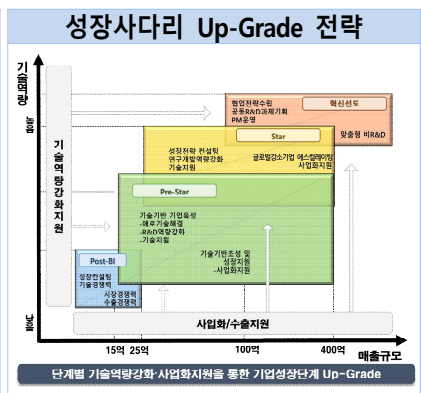 성장사다리 Up-Grade 전략
기술역량
높음
낮음
기술역량강화지원
협업전략수립
공동R&D과제기획
PM운영
혁신선도
맞춤형 비R&D
Star
성장전략 컨설팅
연구개발역량강화
기술지원
글로벌강소기업 에스컬레이팅
사업화지원
Pre-Star
기술기반 기업육성
-애로기술해결
-R&D역량강화
-기술지원
기술기반조성 및
성장지원
-사업화지원
Post-BI
성장컨설팅
기술경쟁력
시장경쟁력
수출경쟁력
사업화/수출지원
15억 25억 100억 400억
매출규모
단계별 기술역량강화·사업화지원을 통한 기업성장단계 Up-Grade